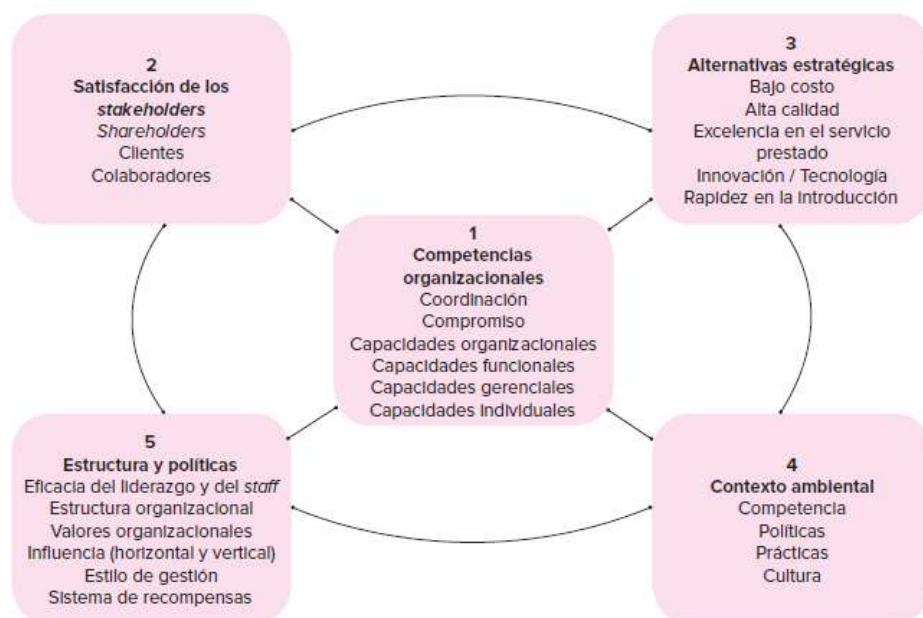 2
Satisfacción de los
stakeholders
Shareholders
Clientes
Colaboradores
3
Alternativas estratégicas
Bajo costo
Alta calidad
Excelencia en el servicio
prestado
Innovación / Tecnología
Rapidez en la introducción
1
Competencias
organizacionales
Coordinación
Compromiso
Capacidades organizacionales
Capacidades funcionales
Capacidades gerenciales
Capacidades individuales
5
Estructura y políticas
Eficacia del liderazgo y del staff
Estructura organizacional
Valores organizacionales
Influencia (horizontal y vertical)
Estilo de gestión
Sistema de recompensas
4
Contexto ambiental
Competencia
Políticas
Prácticas
Cultura